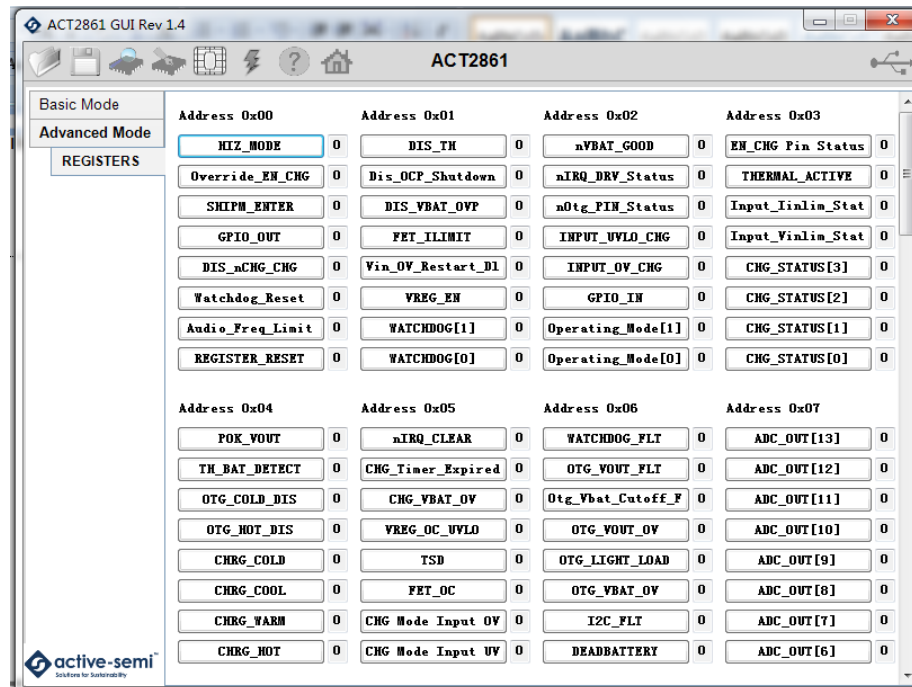 ACT2861 GUI Rev 1.4
ACT2861
Basic Mode
Advanced Mode
REGISTERS
Address 0x00
HIZ_MODE 0
Override_EN_CHG 0
SHIPM_ENTER 0
GPIO_OUT 0
DIS_nCHG_CHG 0
Watchdog_Reset 0
Audio_Freq_Limit 0
REGISTER_RESET 0
Address 0x01
DIS_TH 0
Dis_OCP_Shutdown 0
DIS_VBAT_OVP 0
FET_ILIMIT 0
Vin_OV_Restart_Dl 0
VREG_EN 0
WATCHDOG[1] 0
WATCHDOG[0] 0
Address 0x02
nVBAT_GOOD 0
nIRQ_DRV_Status 0
nOtg_PIN_Status 0
INPUT_UVLO_CHG 0
INPUT_OV_CHG 0
GPIO_IN 0
Operating_Mode[1] 0
Operating_Mode[0] 0
Address 0x03
EN_CHG Pin Status 0
THERMAL_ACTIVE 0
Input_Iinlim_Stat 0
Input_Vinlim_Stat 0
CHG_STATUS[3] 0
CHG_STATUS[2] 0
CHG_STATUS[1] 0
CHG_STATUS[0] 0
Address 0x04
POK_VOUT 0
TH_BAT_DETECT 0
OTG_COLD_DIS 0
OTG_HOT_DIS 0
CHRG_COLD 0
CHRG_COOL 0
CHRG_WARM 0
CHRG_HOT 0
Address 0x05
nIRQ_CLEAR 0
CHG_Timer_Expired 0
CHG_VBAT_OV 0
VREG_OC_UVLO 0
TSD 0
FET_OC 0
CHG Mode Input OV 0
CHG Mode Input UV 0
Address 0x06
WATCHDOG_FLT 0
OTG_VOUT_FLT 0
Otg_Vbat_Cutoff_F 0
OTG_VOUT_OV 0
OTG_LIGHT_LOAD 0
OTG_VBAT_OV 0
I2C_FLT 0
DEADBATTERY 0
Address 0x07
ADC_OUT[13] 0
ADC_OUT[12] 0
ADC_OUT[11] 0
ADC_OUT[10] 0
ADC_OUT[9] 0
ADC_OUT[8] 0
ADC_OUT[7] 0
ADC_OUT[6] 0
active-semi
Solutions for Sustainability